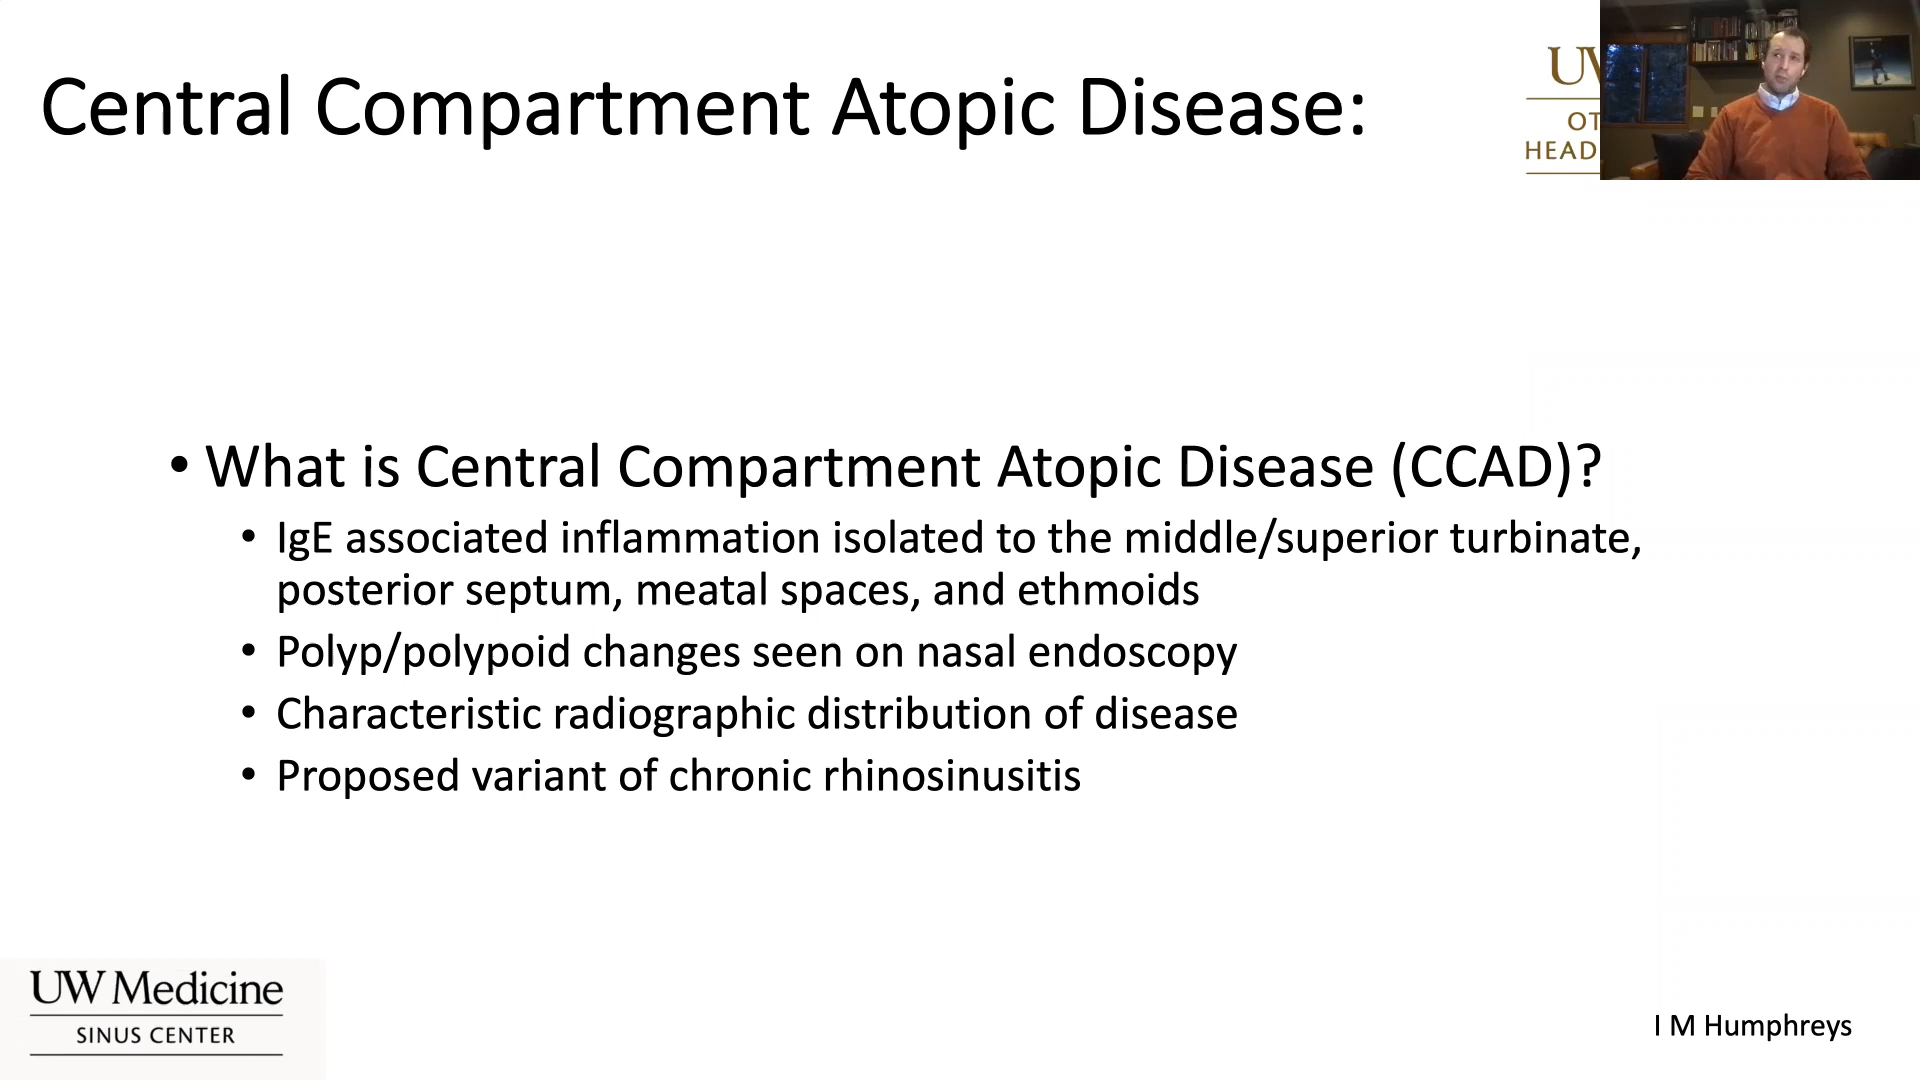 Central Compartment Atopic Disease:
HEAD
• What is Central Compartment Atopic Disease (CCAD)?
• IgE associated inflammation isolated to the middle/superior turbinate,
posterior septum, meatal spaces, and ethmoids
• Polyp/polypoid changes seen on nasal endoscopy
• Characteristic radiographic distribution of disease
• Proposed variant of chronic rhinosinusitis
UW Medicine
SINUS CENTER
I M Humphreys